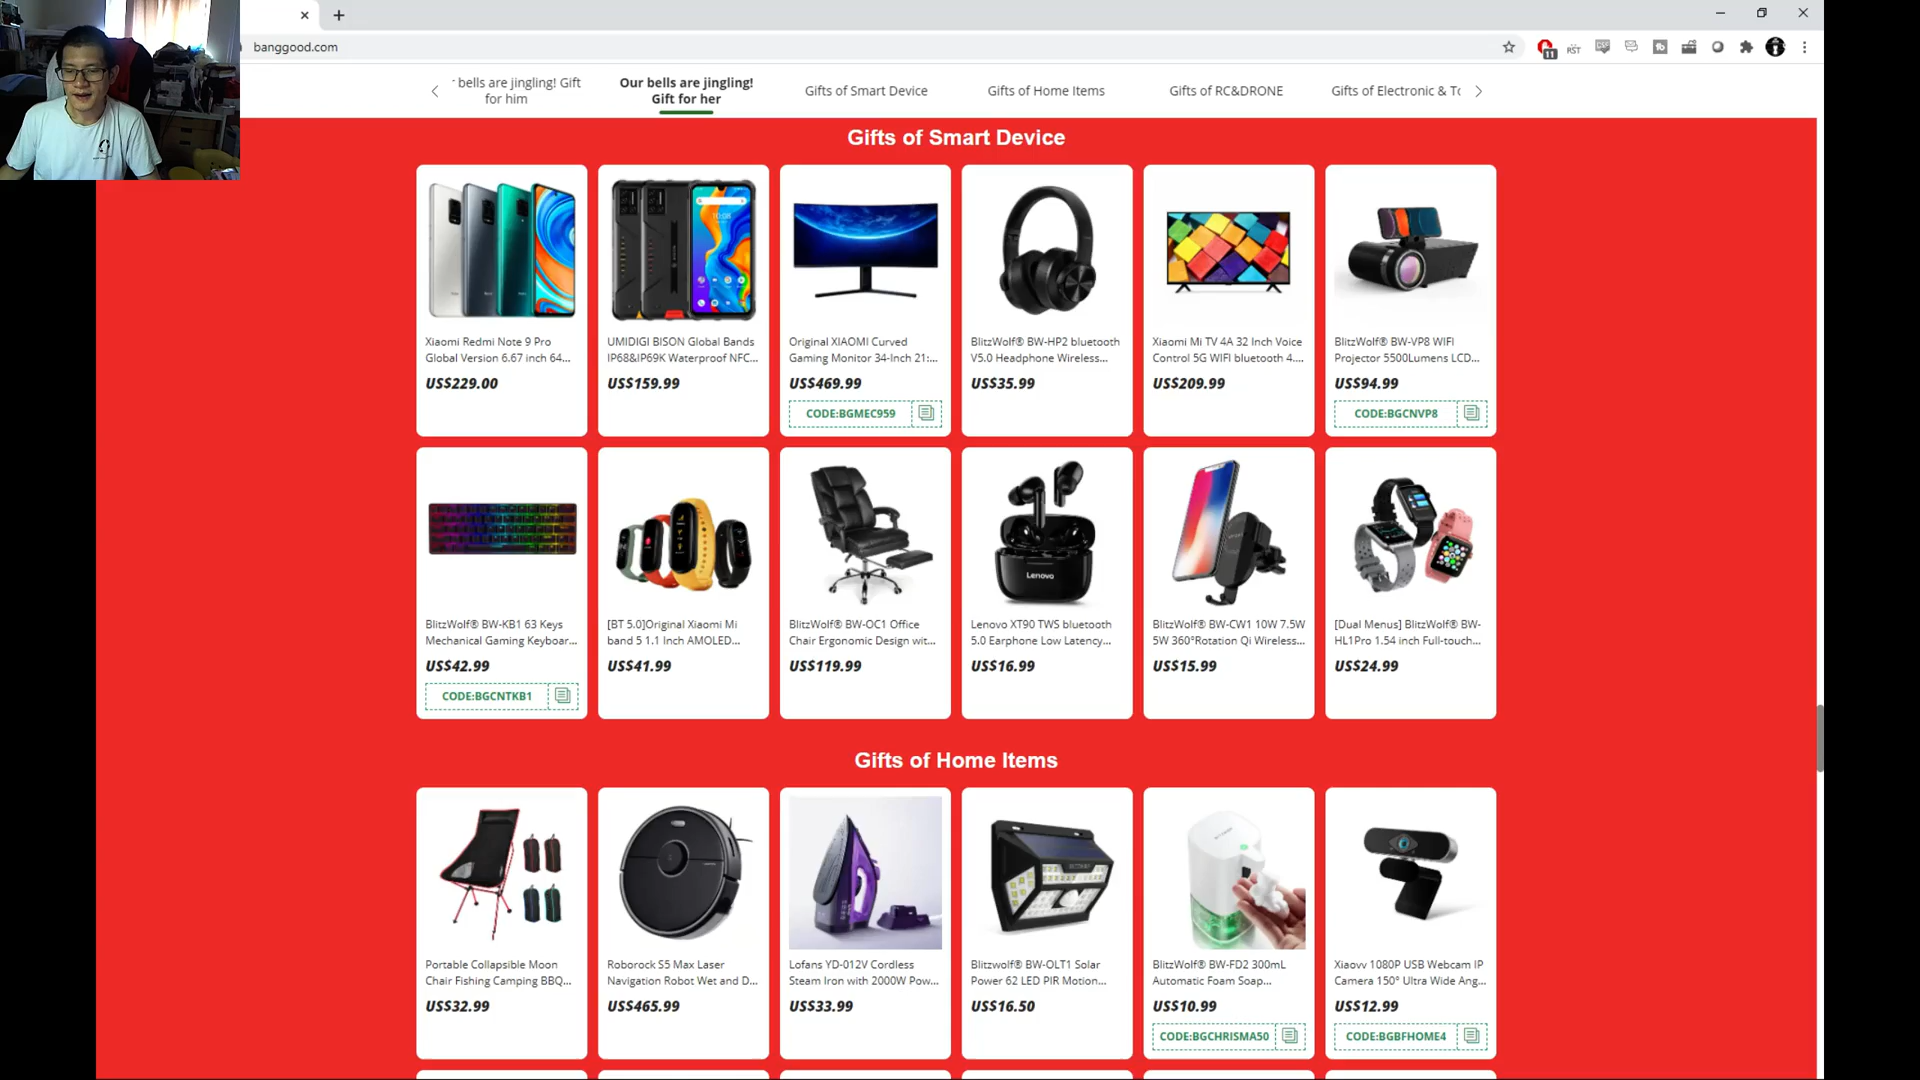 banggood.com
bells are jingling! Gift
for him
Our bells are jingling!
Gift for her
Gifts of Smart Device
Gifts of Home Items
Gifts of RC&DRONE
Gifts of Electronic & To
Gifts of Smart Device
Xiaomi Redmi Note 9 Pro
Global Version 6.67 inch 64...
US$229.00
UMIDIGI BISON Global Bands
IP68&IP69K Waterproof NFC...
US$159.99
Original XIAOMI Curved
Gaming Monitor 34-Inch 21:...
US$469.99
CODE:BGMEC959
BlitzWolf® BW-HP2 bluetooth
V5.0 Headphone Wireless...
US$35.99
Xiaomi Mi TV 4A 32 Inch Voice
Control 5G WIFI bluetooth 4....
US$209.99
BlitzWolf® BW-VP8 WIFI
Projector 5500Lumens LCD...
US$94.99
CODE:BGCNVP8
BlitzWolf® BW-KB1 63 Keys
Mechanical Gaming Keyboar...
US$42.99
CODE:BGCNTKB1
[BT 5.0]Original Xiaomi Mi
band 5 1.1 Inch AMOLED...
US$41.99
BlitzWolf® BW-OC1 Office
Chair Ergonomic Design wit...
US$119.99
Lenovo
Lenovo XT90 TWS bluetooth
5.0 Earphone Low Latency...
US$16.99
BlitzWolf® BW-CW1 10W 7.5W
5W 360°Rotation Qi Wireless...
US$15.99
[Dual Menus] BlitzWolf® BW-
HL1Pro 1.54 inch Full-touch...
US$24.99
Gifts of Home Items
Portable Collapsible Moon
Chair Fishing Camping BBQ...
US$32.99
Roborock S5 Max Laser
Navigation Robot Wet and D...
US$465.99
Lofans YD-012V Cordless
Steam Iron with 2000W Pow...
US$33.99
Blitzwolf® BW-OLT1 Solar
Power 62 LED PIR Motion...
US$16.50
BlitzWolf® BW-FD2 300mL
Automatic Foam Soap...
US$10.99
CODE:BGCHRISMA50
Xiaovv 1080P USB Webcam IP
Camera 150° Ultra Wide Ang...
US$12.99
CODE:BGBFHOME4